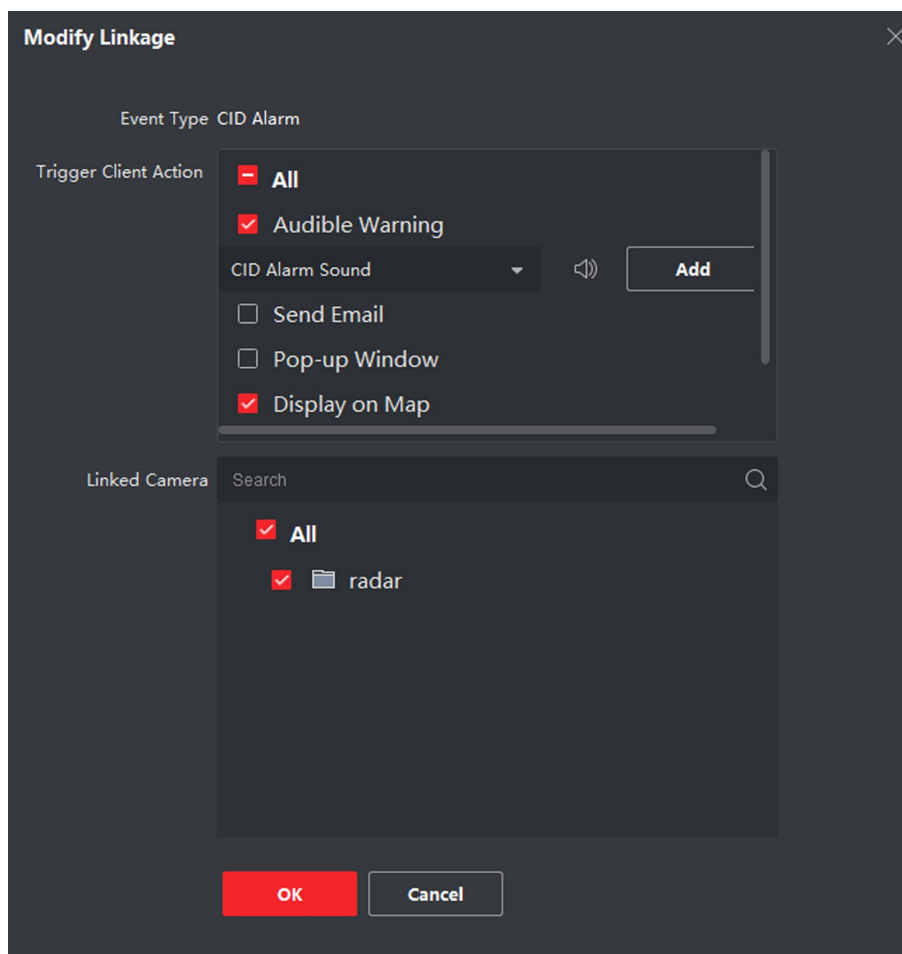 Modify Linkage
Event Type CID Alarm
Trigger Client Action
All
Audible Warning
CID Alarm Sound Add
Send Email
Pop-up Window
Display on Map
Linked Camera Search
All
radar
OK Cancel